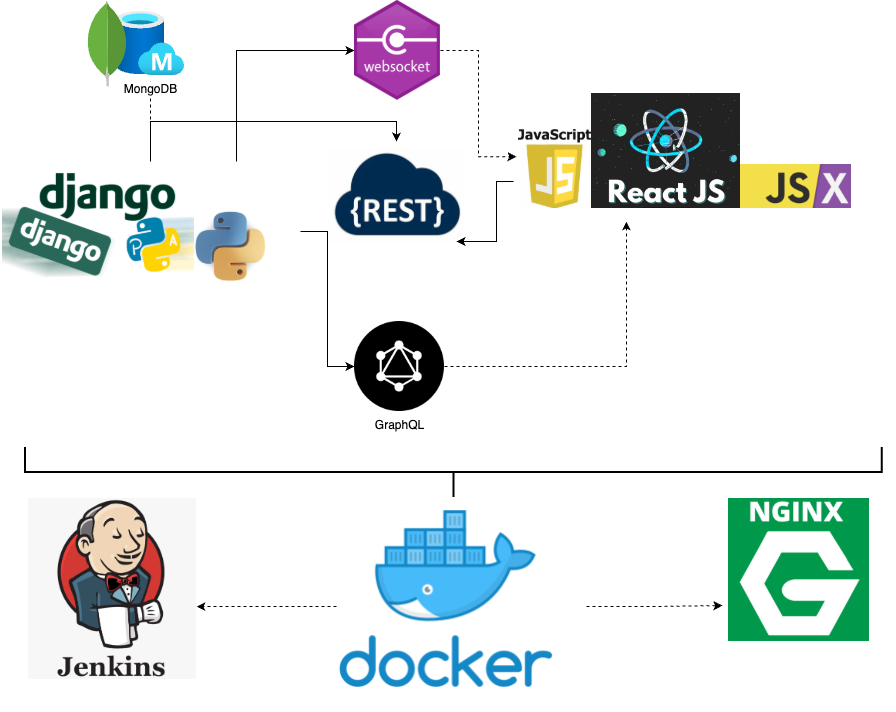 M
MongoDB
websocket
JavaScript
JS
React JS
JSX
django
django
P
A
{REST}
GraphQL
NGINX
G
Jenkins
docker